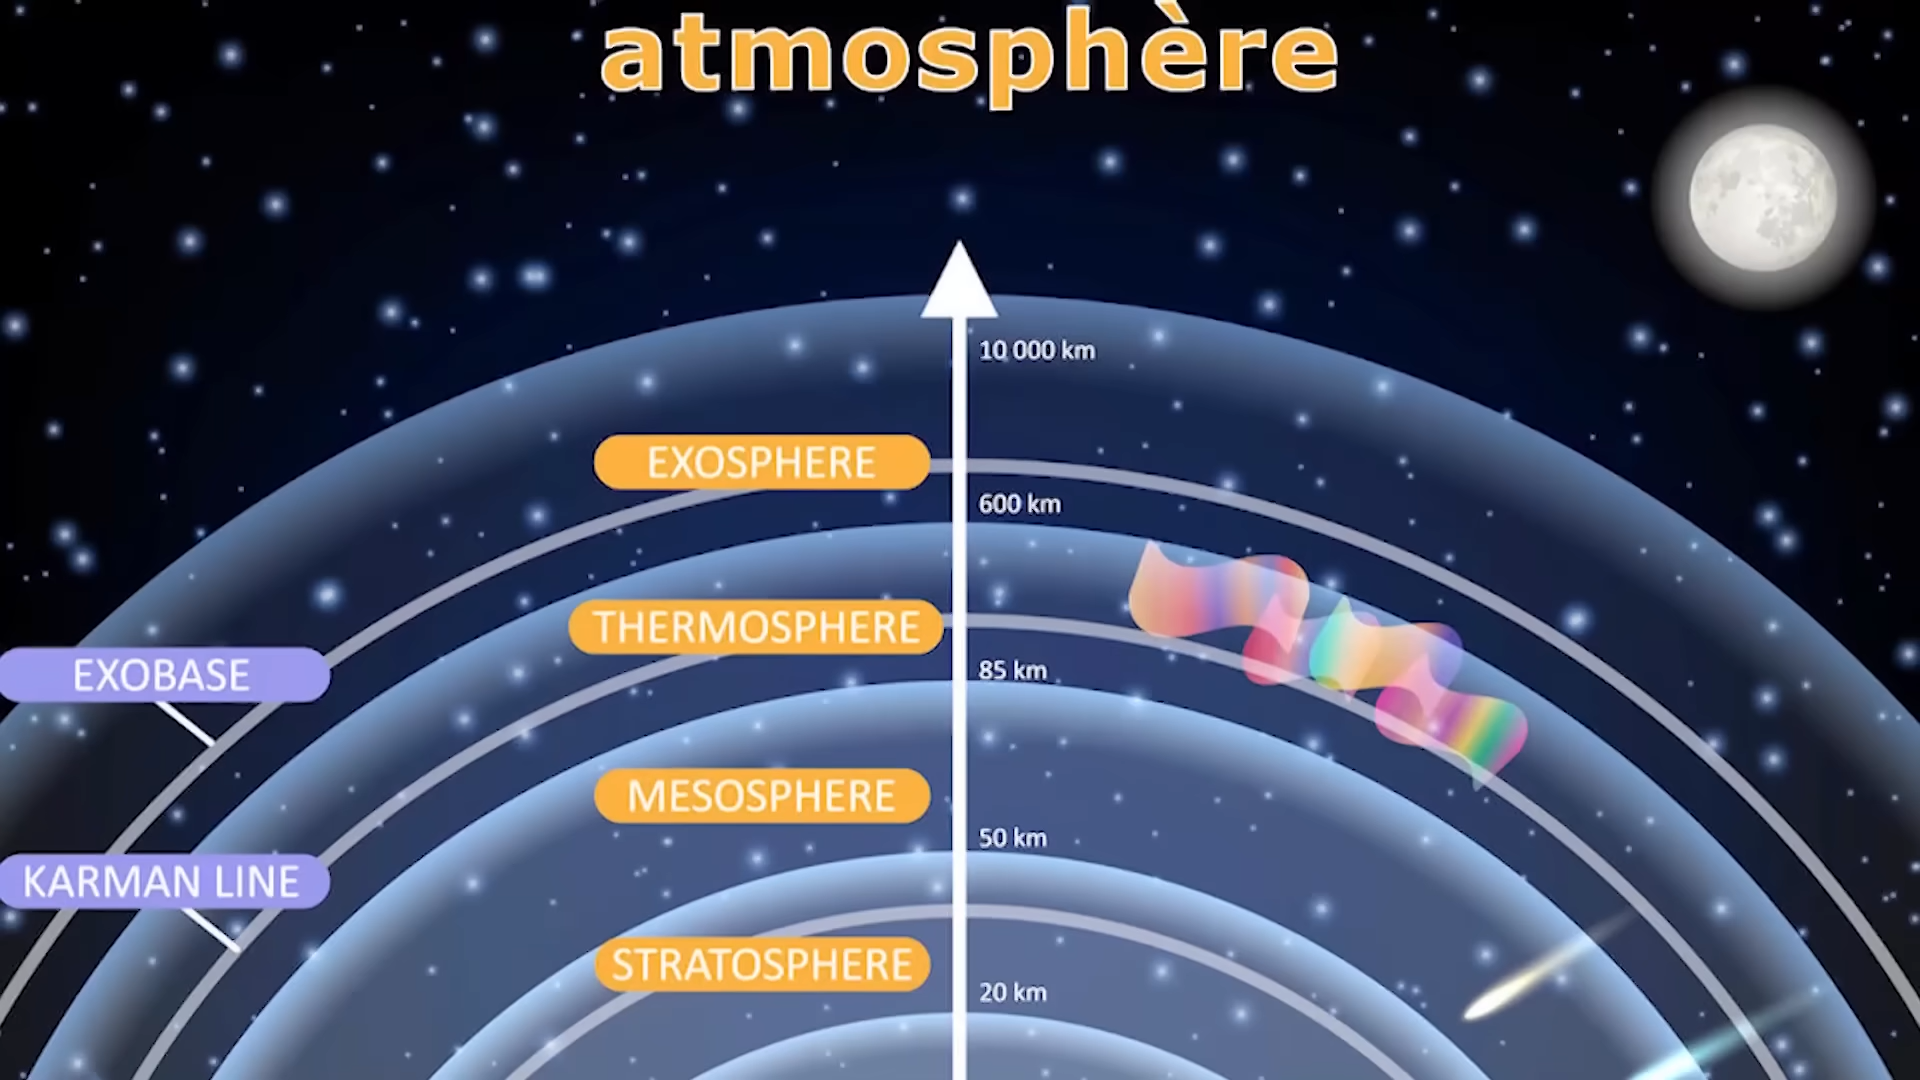 atmosphère
10 000 km
EXOSPHERE
600 km
THERMOSPHERE
EXOBASE
85 km
MESOSPHERE
50 km
KARMAN LINE
STRATOSPHERE
20 km